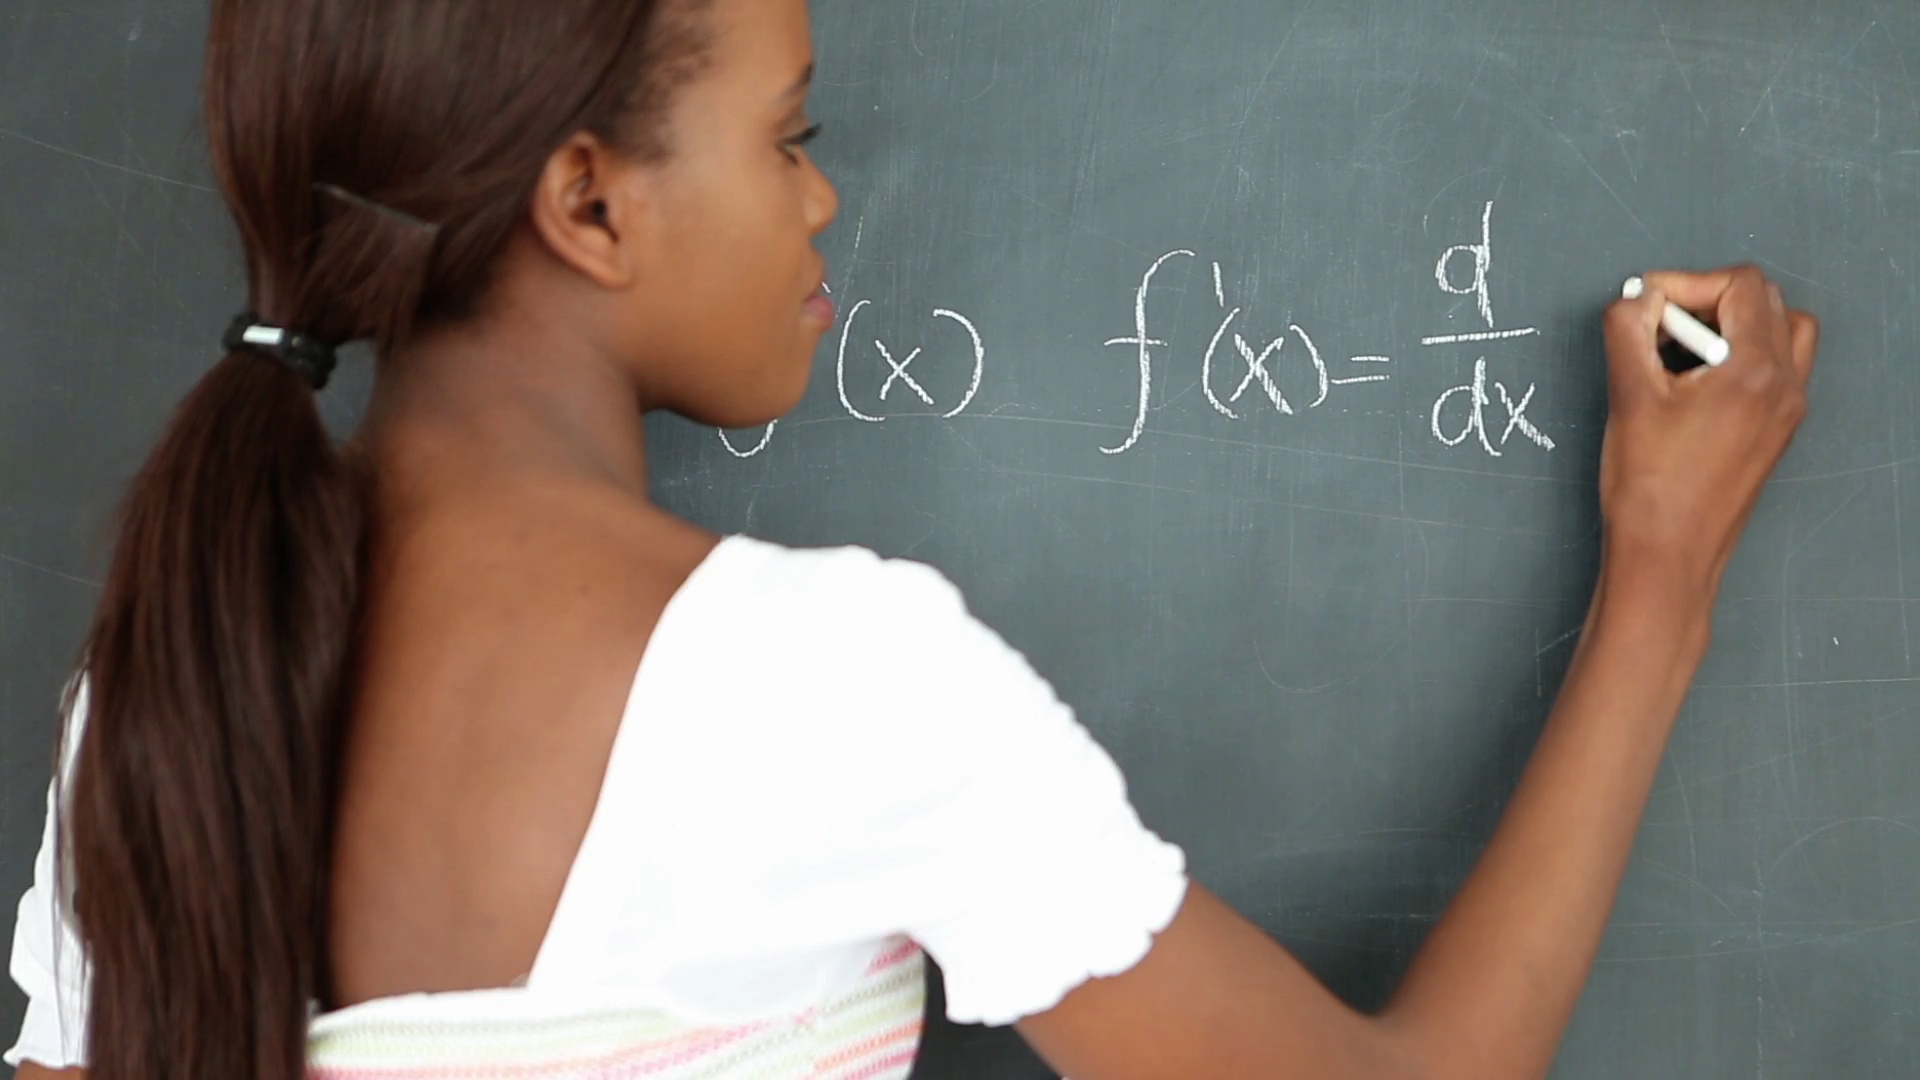 (x) f'(x) = d/dx